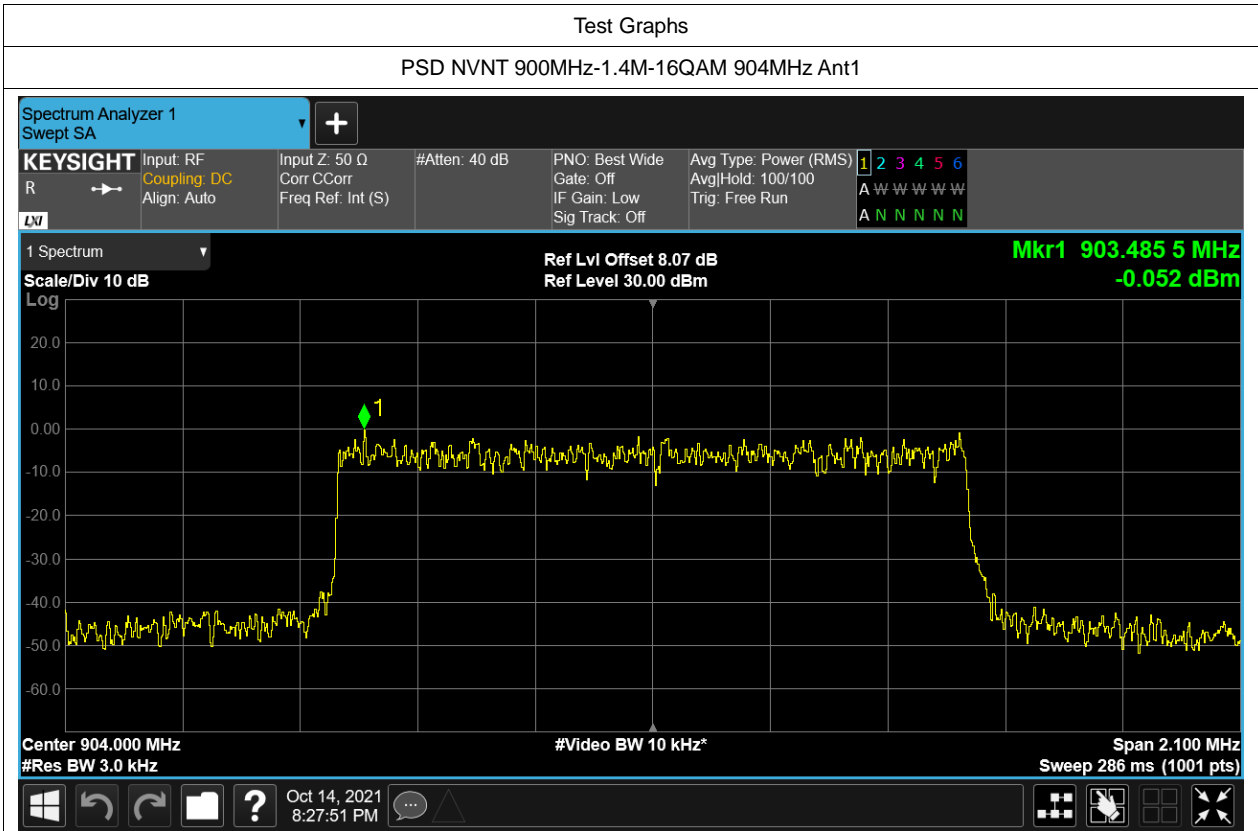 Test Graphs
PSD NVNT 900MHz-1.4M-16QAM 904MHz Ant1
Spectrum Analyzer 1
Swept SA
KEYSIGHT
R
LXI
Input: RF
Coupling: DC
Align: Auto
Input Z: 50 Ω
Corr CCorr
Freq Ref: Int (S)
#Atten: 40 dB
PNO: Best Wide
Gate: Off
IF Gain: Low
Sig Track: Off
Avg Type: Power (RMS)
Avg|Hold: 100/100
Trig: Free Run
1 2 3 4 5 6
A W W W W W
A N N N N N
1 Spectrum
Scale/Div 10 dB
Log
Ref Lvl Offset 8.07 dB
Ref Level 30.00 dBm
Mkr1 903.485 5 MHz
-0.052 dBm
20.0
10.0
0.00
-10.0
-20.0
-30.0
-40.0
-50.0
-60.0
1
Center 904.000 MHz
#Res BW 3.0 kHz
#Video BW 10 kHz*
Span 2.100 MHz
Sweep 286 ms (1001 pts)
?
Oct 14, 2021
8:27:51 PM